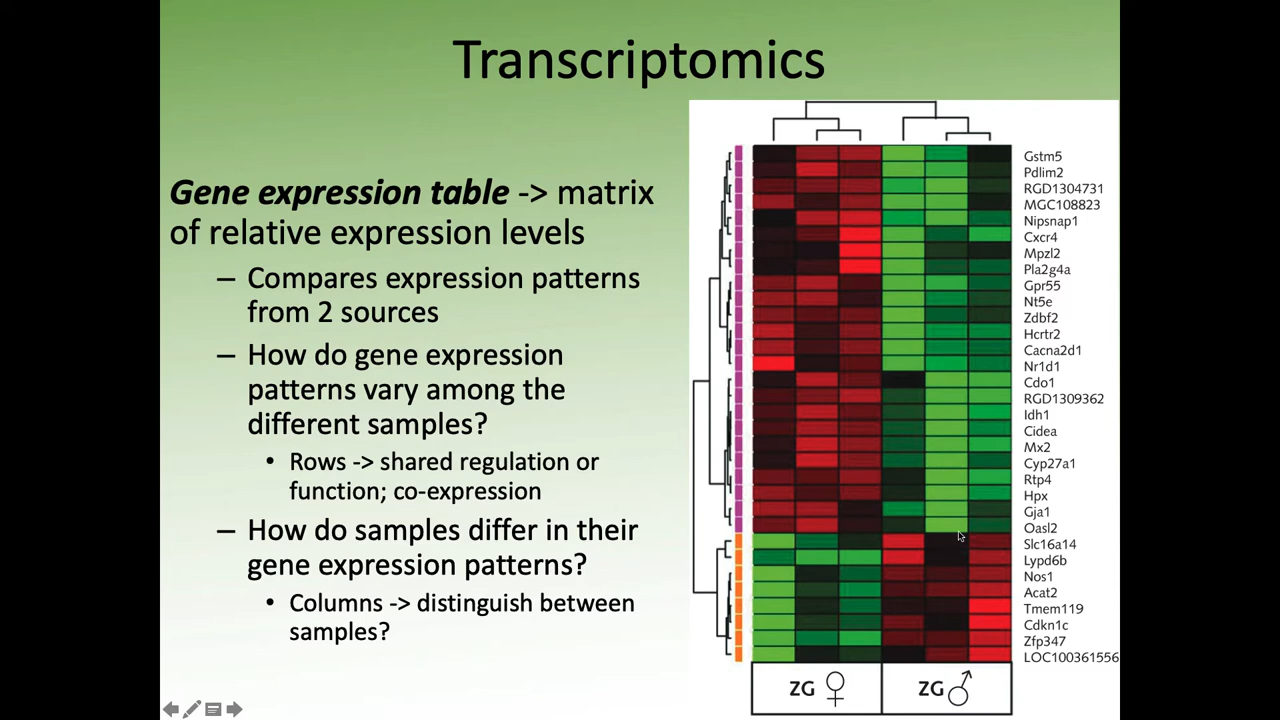 Transcriptomics
Gene expression table -> matrix
of relative expression levels
– Compares expression patterns
from 2 sources
– How do gene expression
patterns vary among the
different samples?
• Rows -> shared regulation or
function; co-expression
– How do samples differ in their
gene expression patterns?
• Columns -> distinguish between
samples?
Gstm5
Pdlim2
RGD1304731
MGC108823
Nipsnap1
Cxcr4
Mpzl2
Pla2g4a
Gpr55
Nt5e
Zdbf2
Hcrtr2
Cacna2d1
Nr1d1
Cdo1
RGD1309362
Idh1
Cidea
Mx2
Cyp27a1
Rtp4
Hpx
Gja1
Oasl2
Slc16a14
Lypd6b
Nos1
Acat2
Tmem119
Cdkn1c
Zfp347
LOC100361556
ZG ♀
ZG ♂